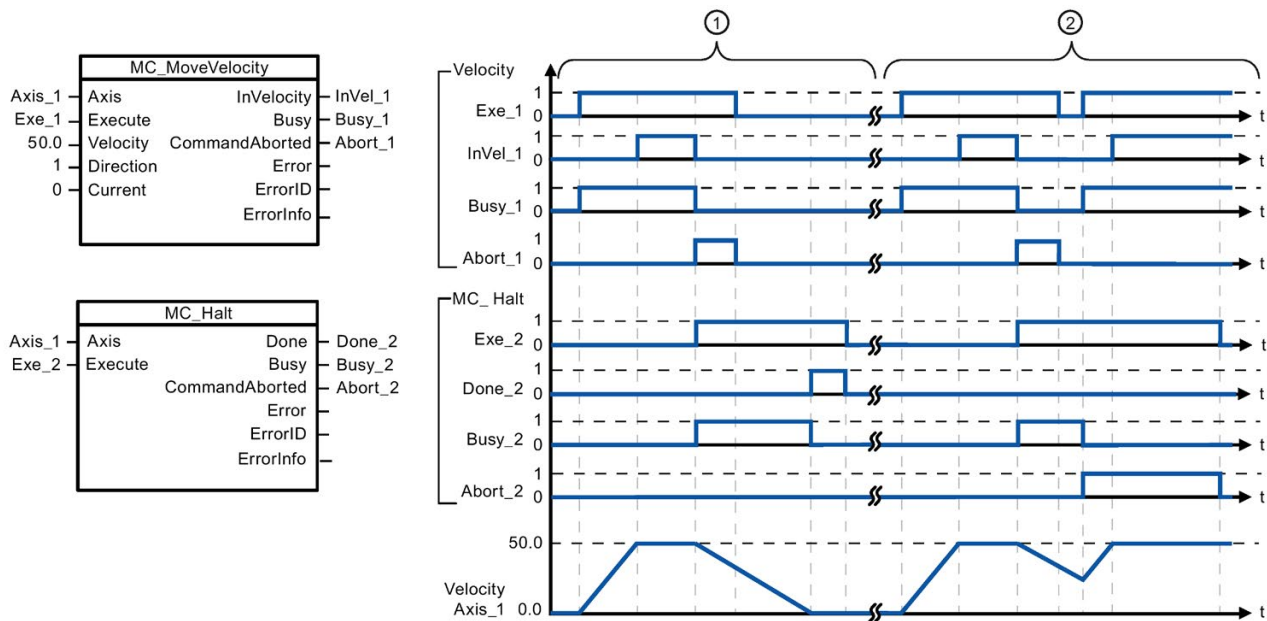 MC_MoveVelocity
Axis_1 Axis InVelocity InVel_1
Exe_1 Execute Busy Busy_1
50.0 Velocity CommandAborted Abort_1
1 Direction Error
0 Current ErrorID
ErrorInfo
MC_Halt
Axis_1 Axis Done Done_2
Exe_2 Execute Busy Busy_2
CommandAborted Abort_2
Error
ErrorID
ErrorInfo
1 2
Velocity
Exe_1 1 0 t
InVel_1 1 0 t
Busy_1 1 0 t
Abort_1 1 0 t
MC_ Halt
Exe_2 1 0 t
Done_2 1 0 t
Busy_2 1 0 t
Abort_2 1 0 t
50.0
Velocity
Axis_1 0.0 t